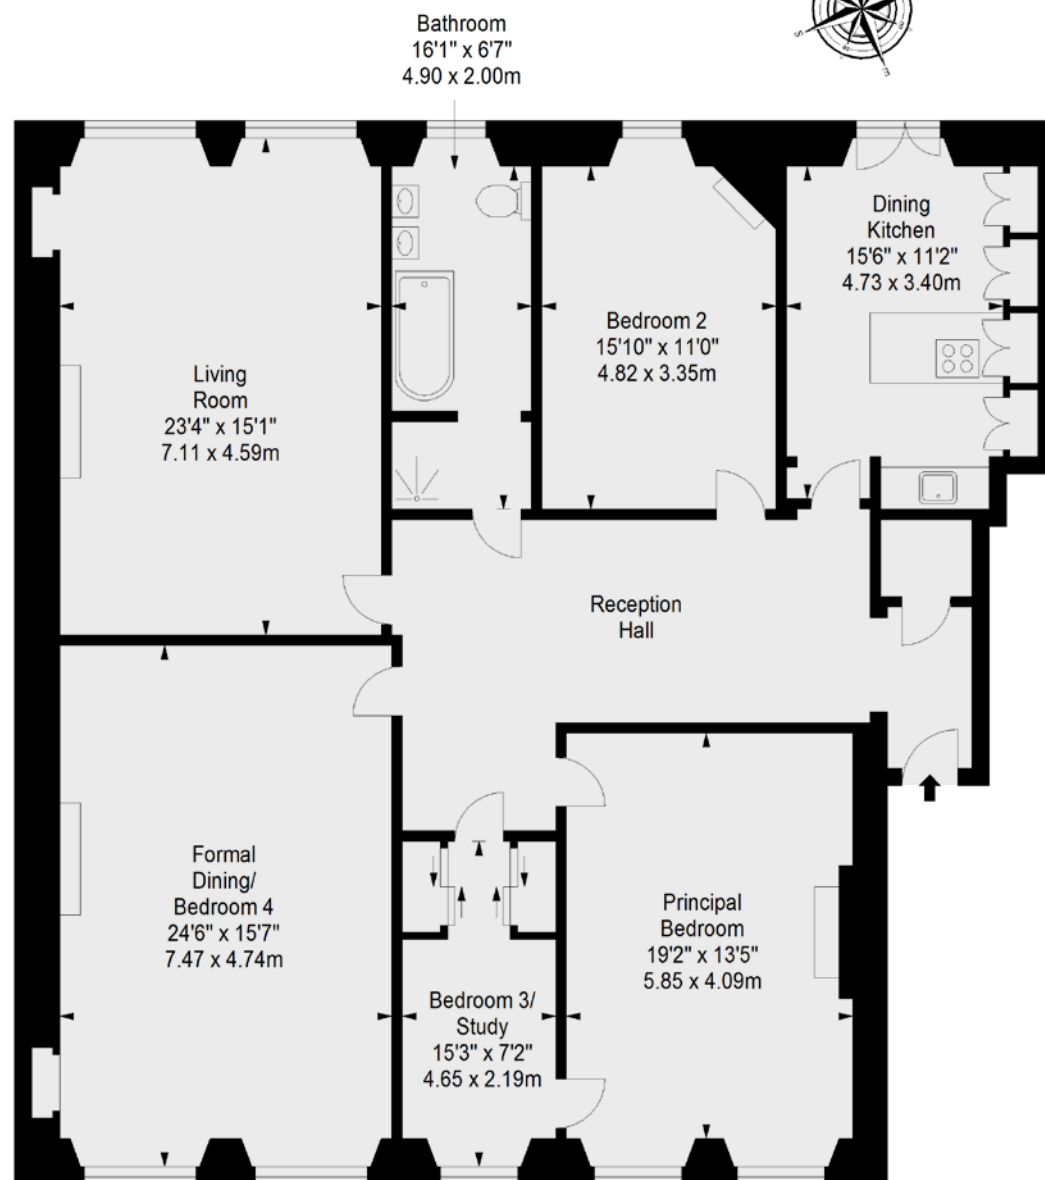 Bathroom
16'1" x 6'7"
4.90 x 2.00m
S
E
Dining
Kitchen
15'6" x 11'2"
4.73 x 3.40m
Bedroom 2
15'10" x 11'0"
4.82 x 3.35m
Living
Room
23'4" x 15'1"
7.11 x 4.59m
Reception
Hall
Formal
Dining/
Bedroom 4
24'6" x 15'7"
7.47 x 4.74m
Principal
Bedroom
19'2" x 13'5"
5.85 x 4.09m
Bedroom 3/
Study
15'3" x 7'2"
4.65 x 2.19m